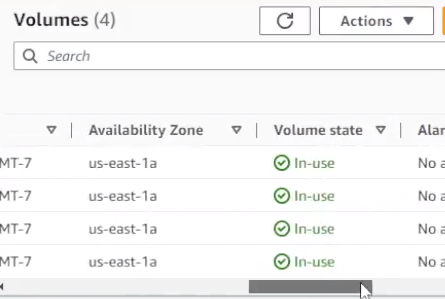 Volumes (4) Actions
Search
Availability Zone Volume state
MT-7 us-east-1a In-use No
MT-7 us-east-1a In-use No
MT-7 us-east-1a In-use No
MT-7 us-east-1a In-use No